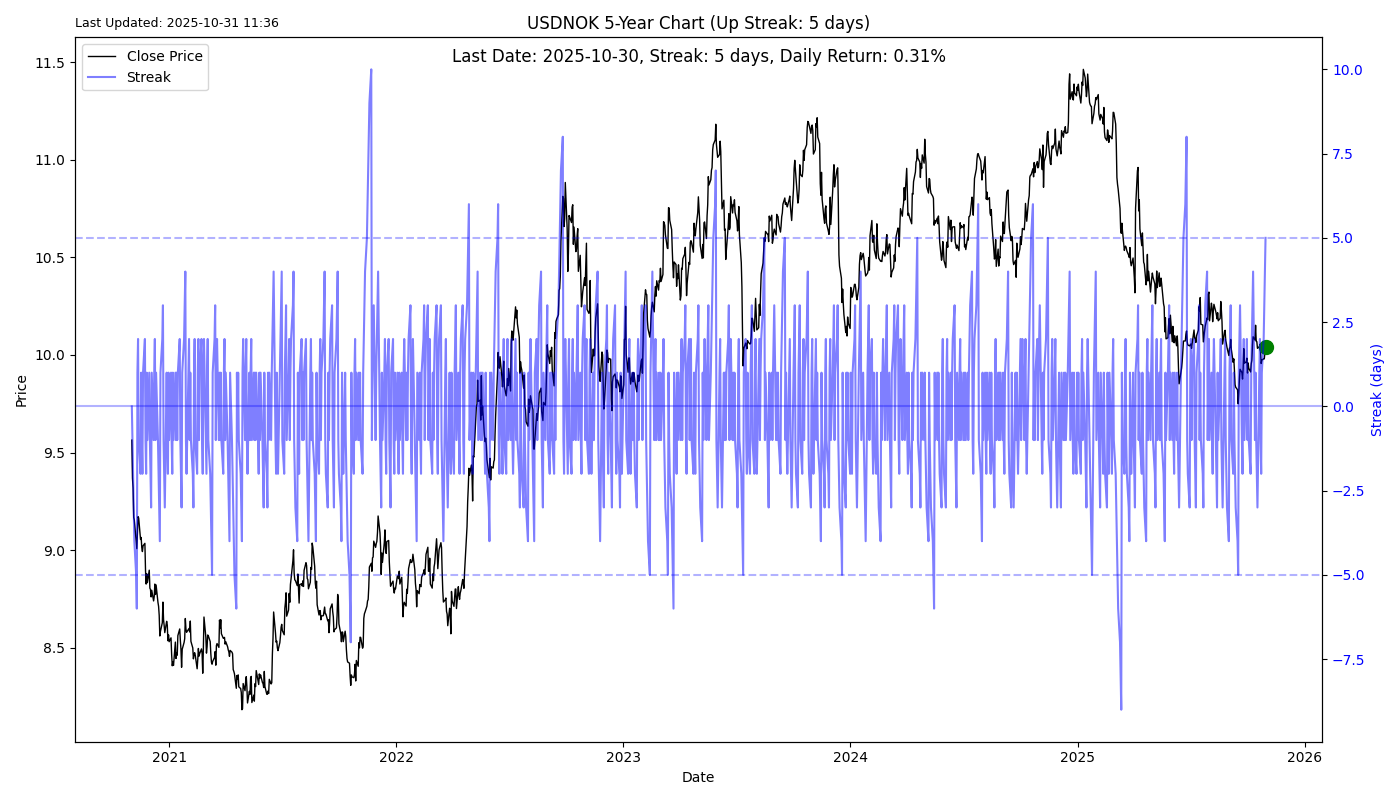 Last Updated: 2025-10-31 11:36
USDNOK 5-Year Chart (Up Streak: 5 days)
Last Date: 2025-10-30, Streak: 5 days, Daily Return: 0.31%
Close Price
Streak
11.5
11.0
10.5
10.0
9.5
9.0
8.5
Price
10.0
7.5
5.0
2.5
0.0
−2.5
−5.0
−7.5
Streak (days)
2021
2022
2023
2024
2025
2026
Date